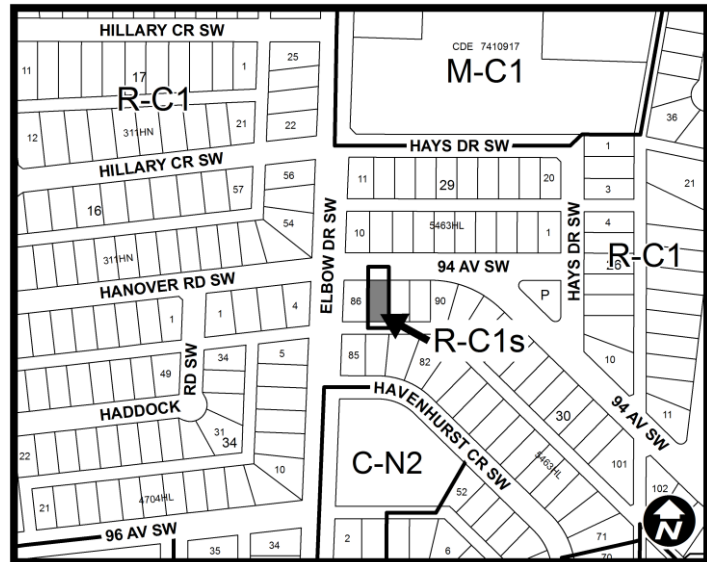 HILLARY CR SW
25
CDE 7410917
M-C1
11
17
1
R-C1
36
12
311HN
21
22
HAYS DR SW
1
HILLARY CR SW
56
11
29
20
3
21
57
16
54
10
5463HL
1
4
ELBOW DR SW
HAYS DR SW
R-C1
26
311HN
94 AV SW
HANOVER RD SW
P
86
90
1
1
4
R-C1s
34
5
85
82
10
49
RD SW
HADDOCK
HAVENHURST CR SW
94 AV SW
30
11
31
34
C-N2
22
5463HL
101
10
52
102
21
4704HL
N
96 AV SW
71
35
34
2
6
70